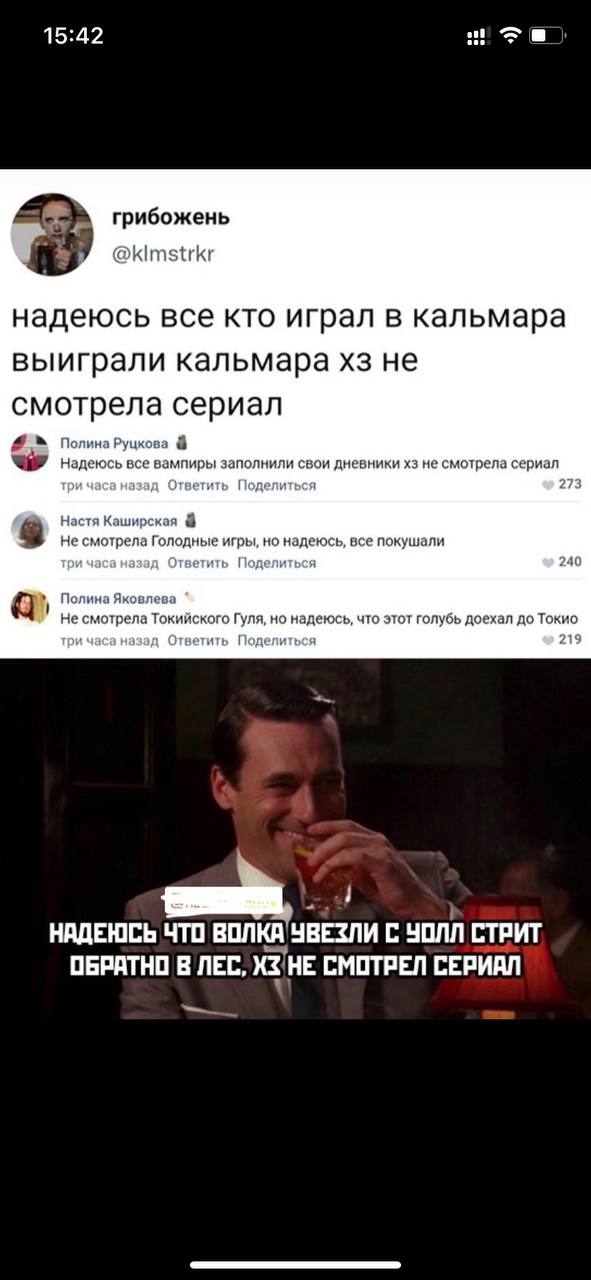 15:42
грибожень
@klmstrkr
надеюсь все кто играл в кальмара
выиграли кальмара хз не
смотрела сериал
Полина Руцкова
Надеюсь все вампиры заполнили свои дневники хз не смотрела сериал
три часа назад Ответить Поделиться 273
Настя Каширская
Не смотрела Голодные игры, но надеюсь, все покушали
три часа назад Ответить Поделиться 240
Полина Яковлева
Не смотрела Токийского Гуля, но надеюсь, что этот голубь доехал до Токио
три часа назад Ответить Поделиться 219
НАДЕЮСЬ ЧТО ВОЛКА УВЕЗЛИ С УОЛЛ СТРИТ
ОБРАТНО В ЛЕС, ХЗ НЕ СМОТРЕЛ СЕРИАЛ